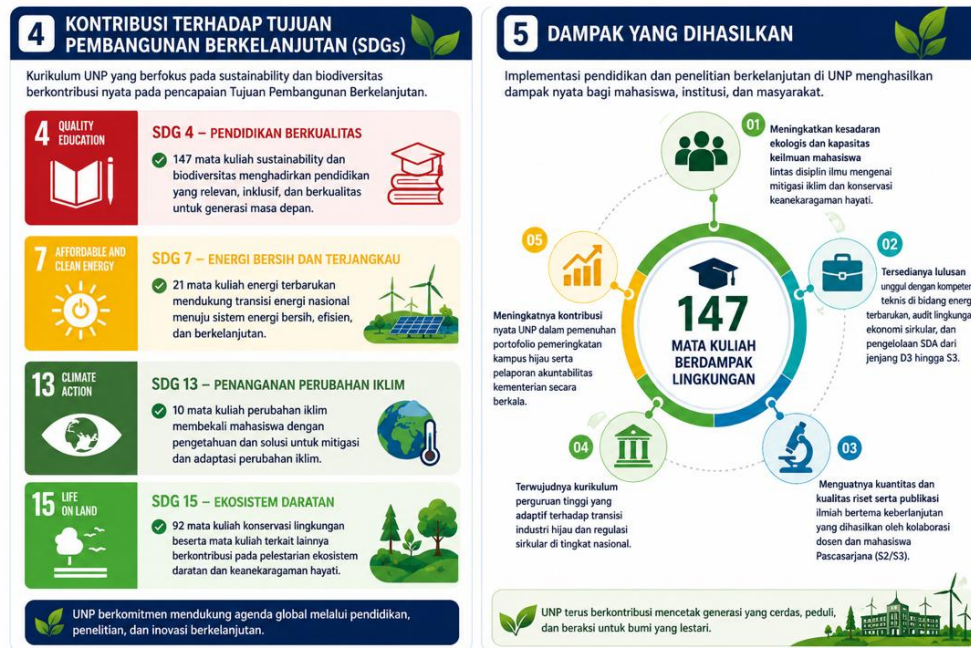 4
KONTRIBUSI TERHADAP TUJUAN
PEMBANGUNAN BERKELANJUTAN (SDGs)
Kurikulum UNP yang berfokus pada sustainability dan biodiversitas
berkontribusi nyata pada pencapaian Tujuan Pembangunan Berkelanjutan.
4 QUALITY
EDUCATION
SDG 4 – PENDIDIKAN BERKUALITAS
147 mata kuliah sustainability dan
biodiversitas menghadirkan pendidikan
yang relevan, inklusif, dan berkualitas
untuk generasi masa depan.
7 AFFORDABLE AND
CLEAN ENERGY
SDG 7 – ENERGI BERSIH DAN TERJANGKAU
21 mata kuliah energi terbarukan
mendukung transisi energi nasional
menuju sistem energi bersih, efisien,
dan berkelanjutan.
13 CLIMATE
ACTION
SDG 13 – PENANGANAN PERUBAHAN IKLIM
10 mata kuliah perubahan iklim
membekali mahasiswa dengan
pengetahuan dan solusi untuk mitigasi
dan adaptasi perubahan iklim.
15 LIFE
ON LAND
SDG 15 – EKOSISTEM DARATAN
92 mata kuliah konservasi lingkungan
beserta mata kuliah terkait lainnya
berkontribusi pada pelestarian ekosistem
daratan dan keanekaragaman hayati.
UNP berkomitmen mendukung agenda global melalui pendidikan,
penelitian, dan inovasi berkelanjutan.
5 DAMPAK YANG DIHASILKAN
Implementasi pendidikan dan penelitian berkelanjutan di UNP menghasilkan
dampak nyata bagi mahasiswa, institusi, dan masyarakat.
147
MATA KULIAH
BERDAMPAK
LINGKUNGAN
01
Meningkatkan kesadaran
ekologis dan kapasitas
keilmuan mahasiswa
lintas disiplin ilmu mengenai
mitigasi iklim dan konservasi
keanekaragaman hayati.
02
Tersedianya lulusan
unggul dengan kompeten
teknis di bidang energ
terbarukan, audit lingkunga
ekonomi sirkular, dan
pengelolaan SDA dari
jenjang D3 hingga S3.
03
Menguatnya kuantitas dan
kualitas riset serta publikasi
ilmiah bertema keberlanjutan
yang dihasilkan oleh kolaborasi
dosen dan mahasiswa
Pascasarjana (S2/S3).
04
Terwujudnya kurikulum
perguruan tinggi yang
adaptif terhadap transisi
industri hijau dan regulasi
sirkular di tingkat nasional.
05
Meningkatnya kontribusi
nyata UNP dalam pemenuhan
portofolio pemeringkatan
kampus hijau serta
pelaporan akuntabilitas
kementerian secara
berkala.
UNP terus berkontribusi mencetak generasi yang cerdas, peduli,
dan beraksi untuk bumi yang lestari.